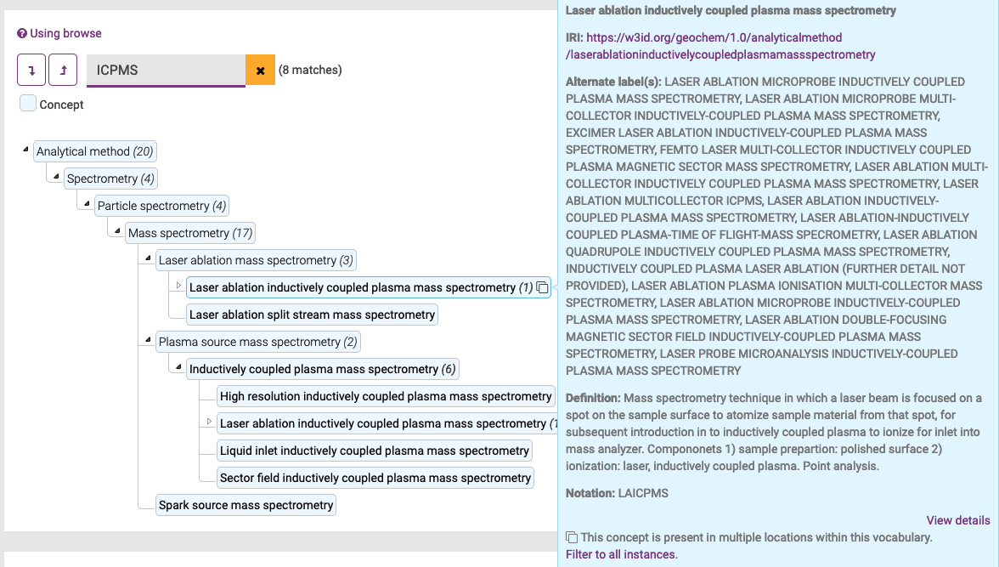 Using browse
ICPMS
(8 matches)
Concept
Analytical method (20)
Spectrometry (4)
Particle spectrometry (4)
Mass spectrometry (17)
Laser ablation mass spectrometry (3)
Laser ablation inductively coupled plasma mass spectrometry (1)
Laser ablation split stream mass spectrometry
Plasma source mass spectrometry (2)
Inductively coupled plasma mass spectrometry (6)
High resolution inductively coupled plasma mass spectrometry
Laser ablation inductively coupled plasma mass spectrometry (1
Liquid inlet inductively coupled plasma mass spectrometry
Sector field inductively coupled plasma mass spectrometry
Spark source mass spectrometry
Laser ablation inductively coupled plasma mass spectrometry
IRI: https://w3id.org/geochem/1.0/analyticalmethod
/laserablationinductivelycoupledplasmamassspectrometry
Alternate label(s): LASER ABLATION MICROPROBE INDUCTIVELY COUPLED
PLASMA MASS SPECTROMETRY, LASER ABLATION MICROPROBE MULTI-
COLLECTOR INDUCTIVELY-COUPLED PLASMA MASS SPECTROMETRY,
EXCIMER LASER ABLATION INDUCTIVELY-COUPLED PLASMA MASS
SPECTROMETRY, FEMTO LASER MULTI-COLLECTOR INDUCTIVELY COUPLED
PLASMA MAGNETIC SECTOR MASS SPECTROMETRY, LASER ABLATION MULTI-
COLLECTOR INDUCTIVELY COUPLED PLASMA MASS SPECTROMETRY, LASER
ABLATION MULTICOLLECTOR ICPMS, LASER ABLATION INDUCTIVELY-
COUPLED PLASMA MASS SPECTROMETRY, LASER ABLATION-INDUCTIVELY
COUPLED PLASMA-TIME OF FLIGHT-MASS SPECROMETRY, LASER ABLATION
QUADRUPOLE INDUCTIVELY COUPLED PLASMA MASS SPECTROMETRY,
INDUCTIVELY COUPLED PLASMA LASER ABLATION (FURTHER DETAIL NOT
PROVIDED), LASER ABLATION PLASMA IONISATION MULTI-COLLECTOR MASS
SPECTROMETRY, LASER ABLATION MICROPROBE INDUCTIVELY-COUPLED
PLASMA MASS SPECTROMETRY, LASER ABLATION DOUBLE-FOCUSING
MAGNETIC SECTOR FIELD INDUCTIVELY-COUPLED PLASMA MASS
SPECTROMETRY, LASER PROBE MICROANALYSIS INDUCTIVELY-COUPLED
PLASMA MASS SPECTROMETRY
Definition: Mass spectrometry technique in which a laser beam is focused on a
spot on the sample surface to atomize sample material from that spot, for
subsequent introduction in to inductively coupled plasma to ionize for inlet into
mass analyzer. Compononets 1) sample prepartion: polished surface 2)
ionization: laser, inductively coupled plasma. Point analysis.
Notation: LAICPMS
View details
This concept is present in multiple locations within this vocabulary.
Filter to all instances.